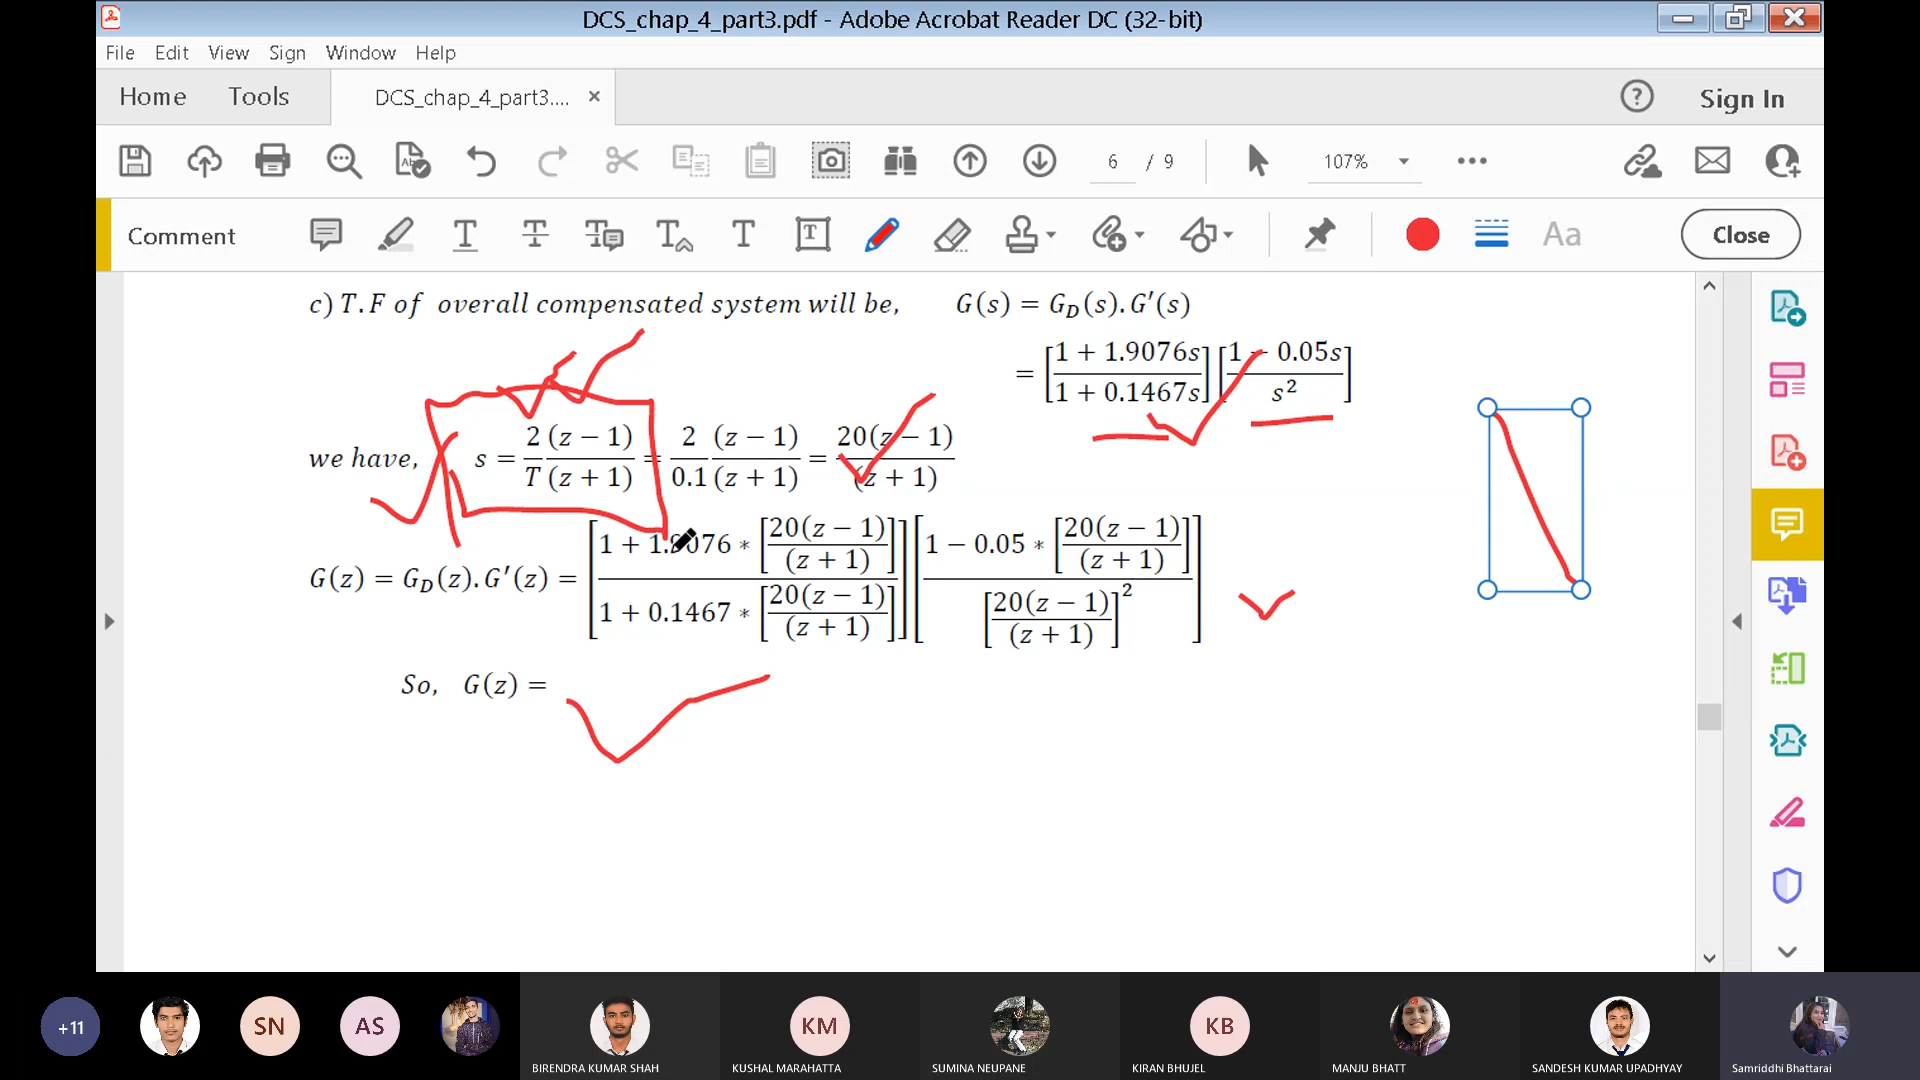 DCS_chap_4_part3.pdf - Adobe Acrobat Reader DC (32-bit)
File Edit View Sign Window Help
Home Tools DCS_chap_4_part3.... × ? Sign In
6 / 9 107%
Comment T T T T T T Aa Close
c) T.F of overall compensated system will be, G(s) = G_D(s).G′(s)
= [1 + 1.9076s / 1 + 0.1467s] [1 − 0.05s / s²]
we have, s = 2/T (z − 1)/(z + 1) = 2/0.1 (z − 1)/(z + 1) = 20(z − 1)/(z + 1)
G(z) = G_D(z).G′(z) = [1 + 1.9076 * [20(z − 1)/(z + 1)] / 1 + 0.1467 * [20(z − 1)/(z + 1)]] [1 − 0.05 * [20(z − 1)/(z + 1)] / [20(z − 1)/(z + 1)]²]
So, G(z) =
+11 SN AS KM KB
BIRENDRA KUMAR SHAH KUSHAL MARAHATTA SUMINA NEUPANE KIRAN BHUJEL MANJU BHATT SANDESH KUMAR UPADHYAY Samriddhi Bhattarai